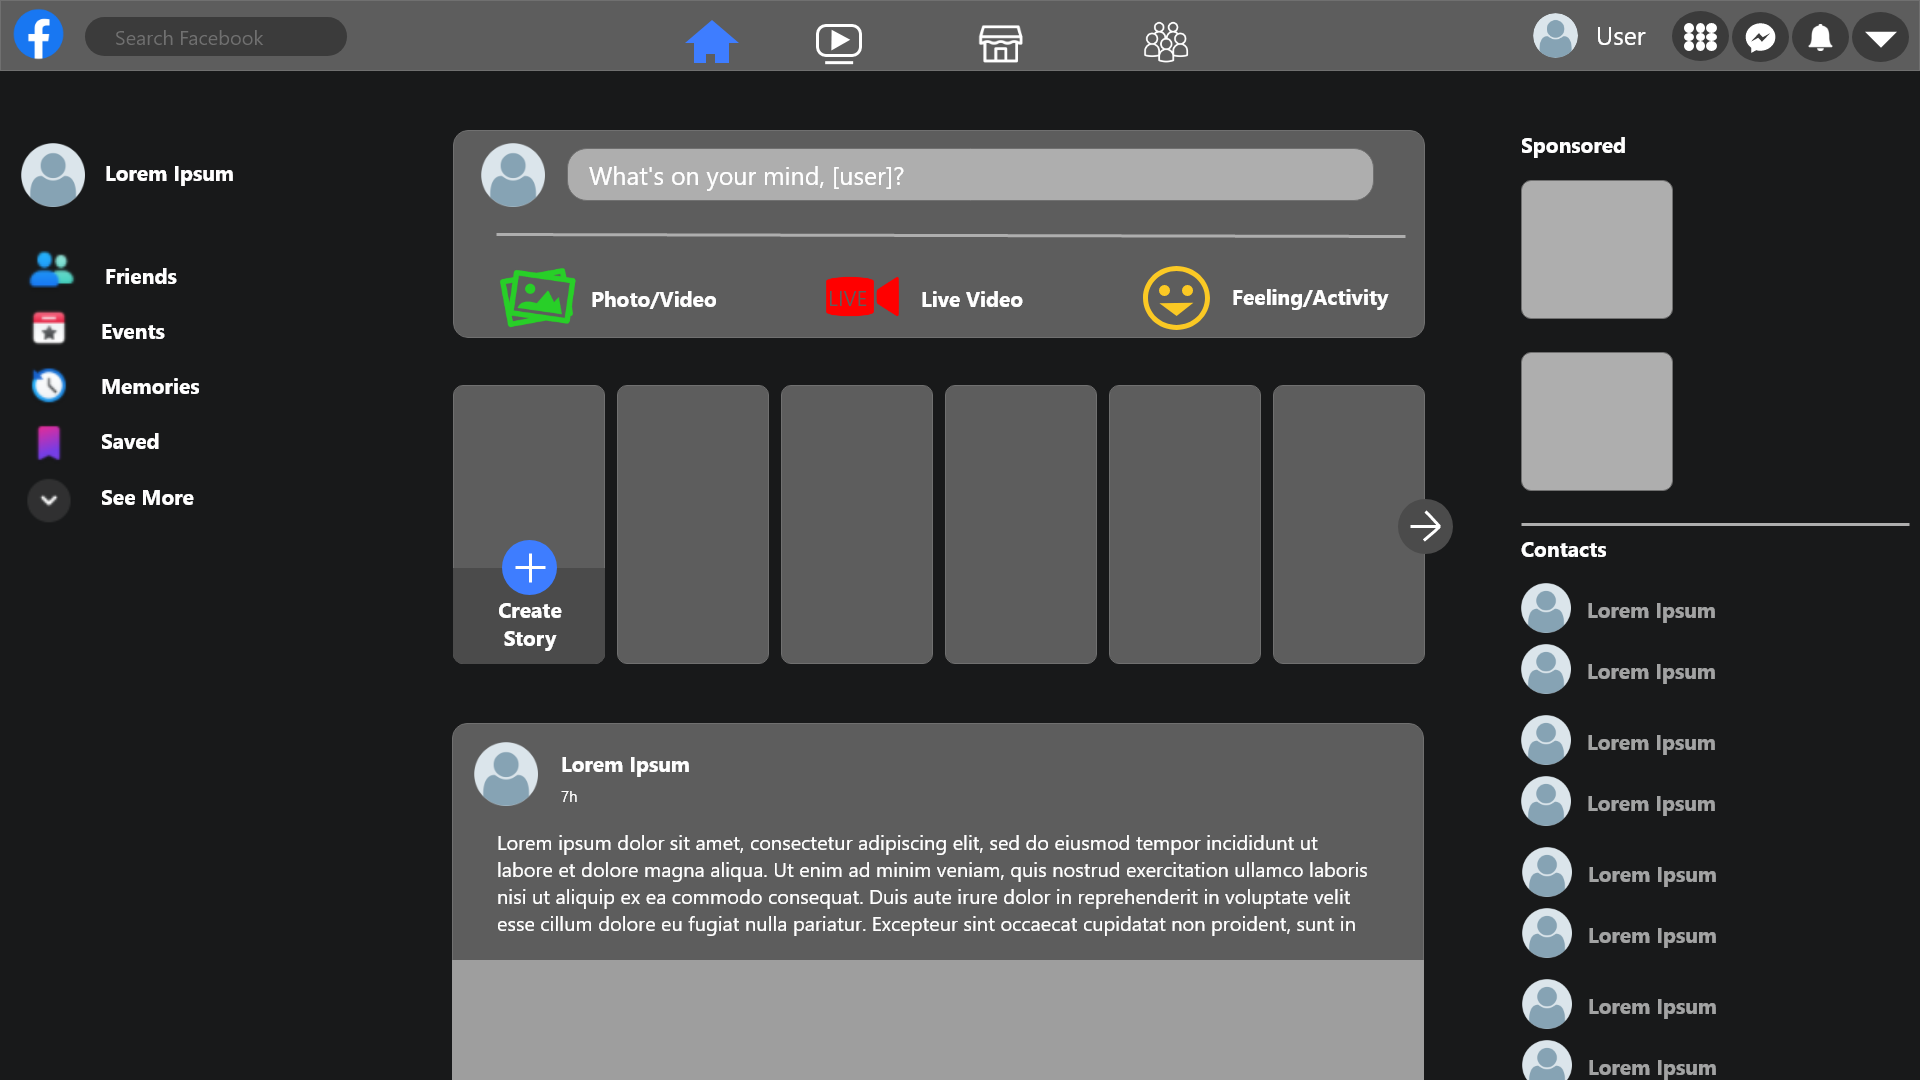 Search Facebook
User
Lorem Ipsum
Friends
Events
Memories
Saved
See More
What's on your mind, [user]?
Photo/Video
LIVE
Live Video
Feeling/Activity
Create
Story
Lorem Ipsum
7h
Lorem ipsum dolor sit amet, consectetur adipiscing elit, sed do eiusmod tempor incididunt ut
labore et dolore magna aliqua. Ut enim ad minim veniam, quis nostrud exercitation ullamco laboris
nisi ut aliquip ex ea commodo consequat. Duis aute irure dolor in reprehenderit in voluptate velit
esse cillum dolore eu fugiat nulla pariatur. Excepteur sint occaecat cupidatat non proident, sunt in
Sponsored
Contacts
Lorem Ipsum
Lorem Ipsum
Lorem Ipsum
Lorem Ipsum
Lorem Ipsum
Lorem Ipsum
Lorem Ipsum
Lorem Ipsum